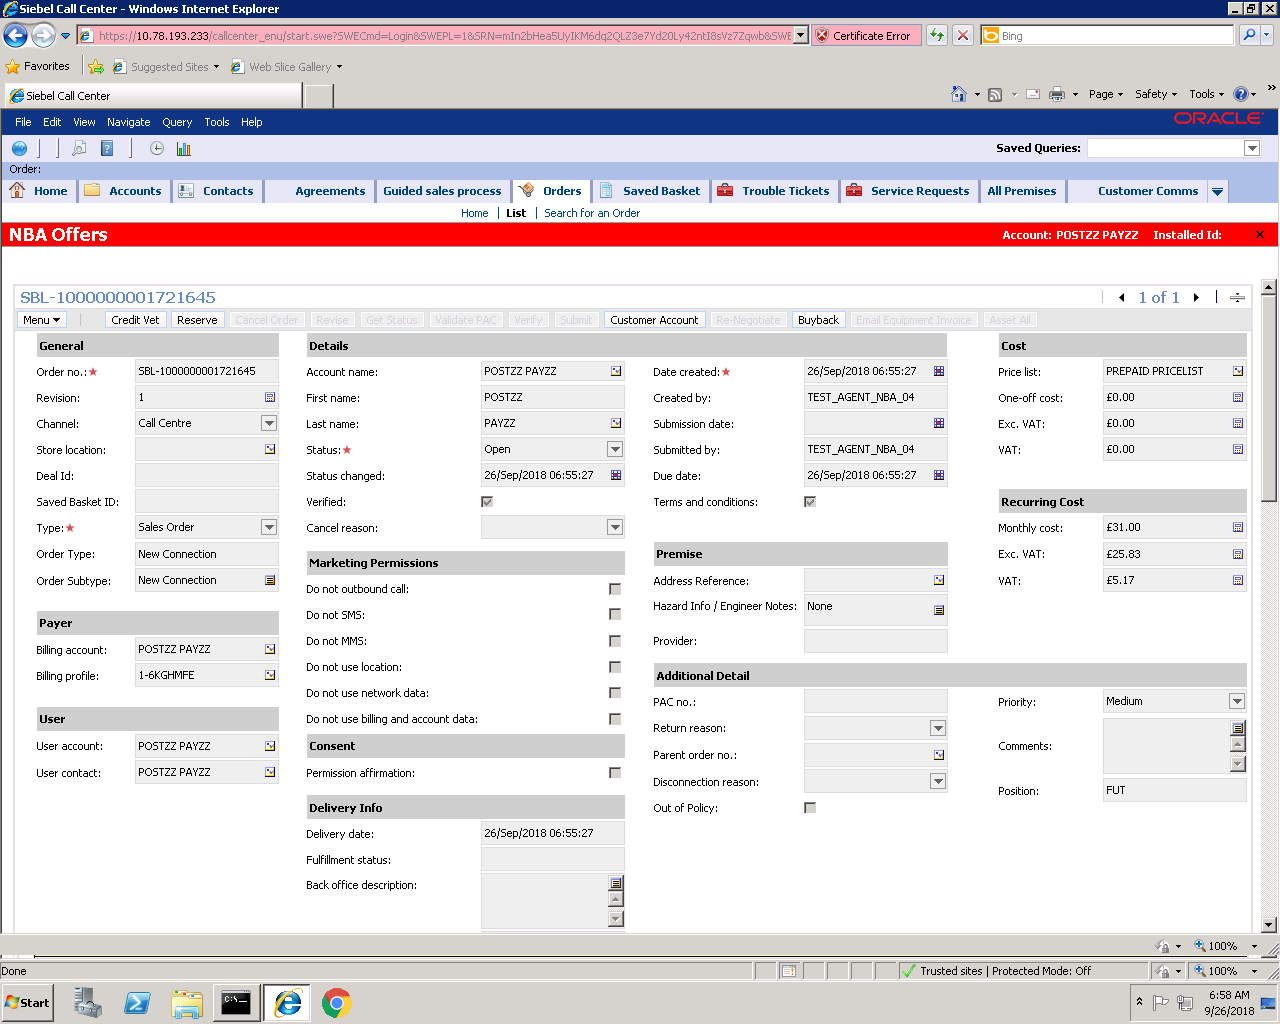 Siebel Call Center - Windows Internet Explorer
https://10.78.193.233/callcenter_enu/start.swe?SWECmd=Login&SWEPL=1&SRN=mIn2bHea5UyIKM6dq2QLZ3e7Yd20Ly42ntI8sVz7Zqwb&SWE
Certificate Error
Bing
Favorites
Suggested Sites
Web Slice Gallery
Siebel Call Center
Page
Safety
Tools
File Edit View Navigate Query Tools Help
ORACLE
Saved Queries:
Order:
Home
Accounts
Contacts
Agreements
Guided sales process
Orders
Saved Basket
Trouble Tickets
Service Requests
All Premises
Customer Comms
Home | List | Search for an Order
NBA Offers
Account: POSTZZ PAYZZ Installed Id:
SBL-1000000001721645
1 of 1
Menu
Credit Vet
Reserve
Cancel Order
Revise
Get Status
Validate PAC
Verify
Submit
Customer Account
Re-Negotiate
Buyback
Email Equipment Invoice
Asset All
General
Order no.:★ SBL-1000000001721645
Revision: 1
Channel: Call Centre
Store location:
Deal Id:
Saved Basket ID:
Type:★ Sales Order
Order Type: New Connection
Order Subtype: New Connection
Payer
Billing account: POSTZZ PAYZZ
Billing profile: 1-6KGHMFE
User
User account: POSTZZ PAYZZ
User contact: POSTZZ PAYZZ
Details
Account name: POSTZZ PAYZZ
First name: POSTZZ
Last name: PAYZZ
Status:★ Open
Status changed: 26/Sep/2018 06:55:27
Verified:
Cancel reason:
Marketing Permissions
Do not outbound call:
Do not SMS:
Do not MMS:
Do not use location:
Do not use network data:
Do not use billing and account data:
Consent
Permission affirmation:
Delivery Info
Delivery date: 26/Sep/2018 06:55:27
Fulfillment status:
Back office description:
Date created:★ 26/Sep/2018 06:55:27
Created by: TEST_AGENT_NBA_04
Submission date:
Submitted by: TEST_AGENT_NBA_04
Due date: 26/Sep/2018 06:55:27
Terms and conditions:
Premise
Address Reference:
Hazard Info / Engineer Notes: None
Provider:
Additional Detail
PAC no.:
Return reason:
Parent order no.:
Disconnection reason:
Out of Policy:
Priority: Medium
Comments:
Position: FUT
Cost
Price list: PREPAID PRICELIST
One-off cost: £0.00
Exc. VAT: £0.00
VAT: £0.00
Recurring Cost
Monthly cost: £31.00
Exc. VAT: £25.83
VAT: £5.17
100%
Done
Trusted sites | Protected Mode: Off
100%
Start
C:\
6:58 AM
9/26/2018